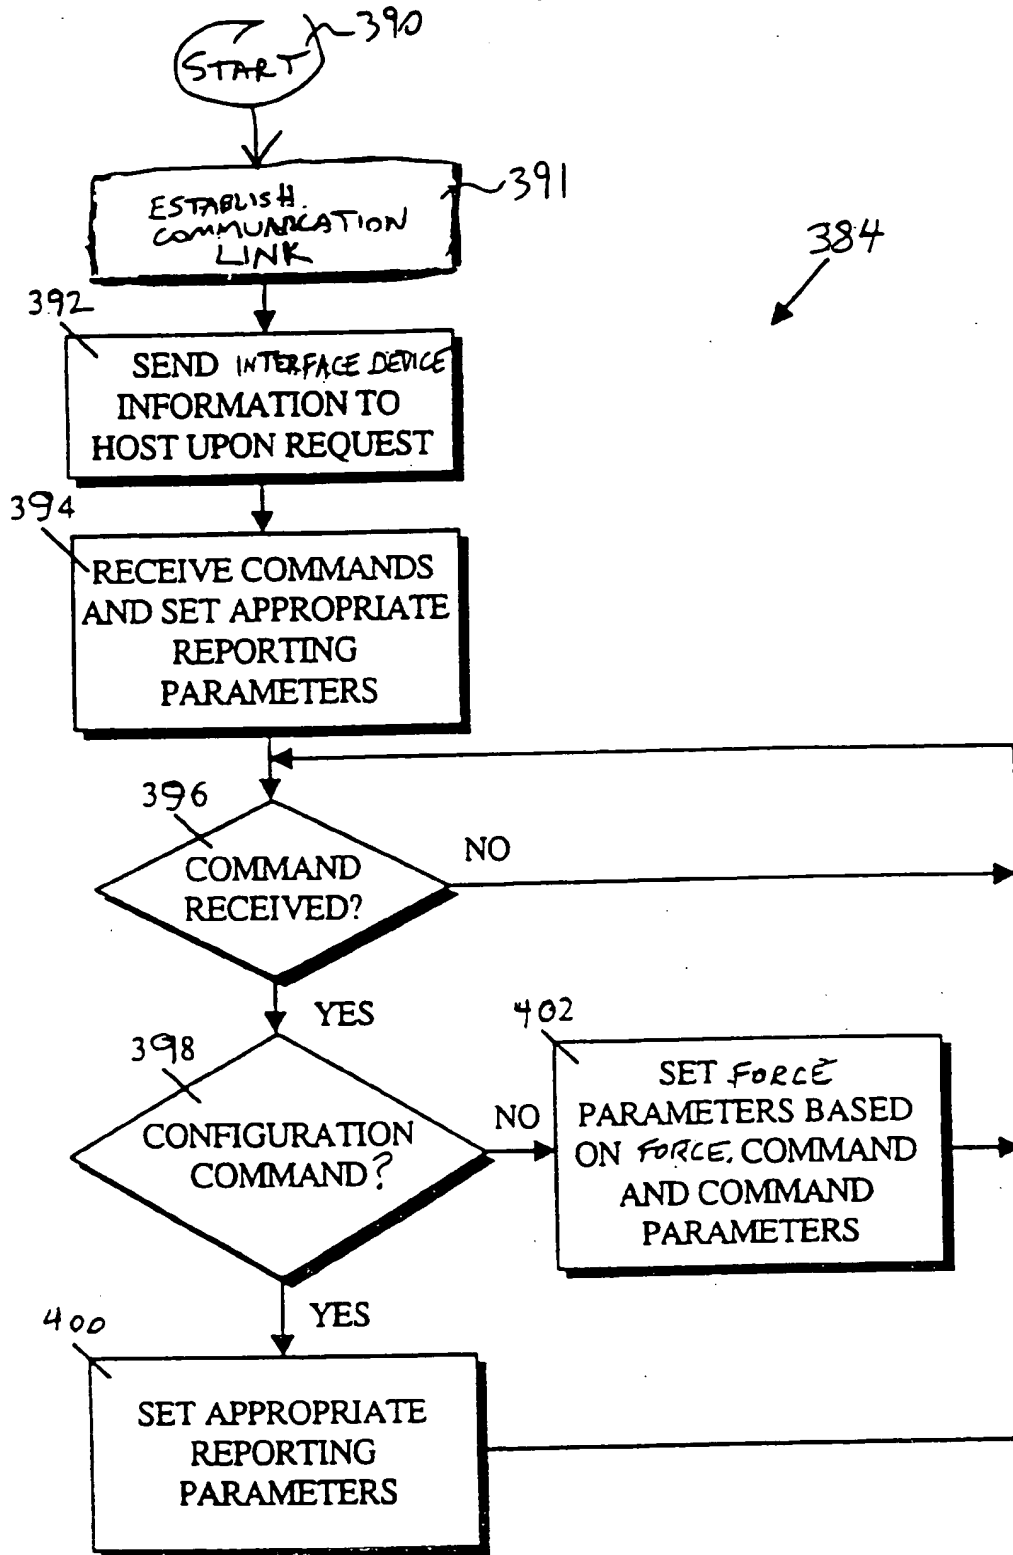 390
START
391
ESTABLISH.
COMMUNICATION
LINK
384
392
SEND INTERFACE DEVICE
INFORMATION TO
HOST UPON REQUEST
394
RECEIVE COMMANDS
AND SET APPROPRIATE
REPORTING
PARAMETERS
396
COMMAND
RECEIVED?
NO
YES
398
CONFIGURATION
COMMAND?
NO
402
SET FORCE
PARAMETERS BASED
ON FORCE. COMMAND
AND COMMAND
PARAMETERS
YES
400
SET APPROPRIATE
REPORTING
PARAMETERS